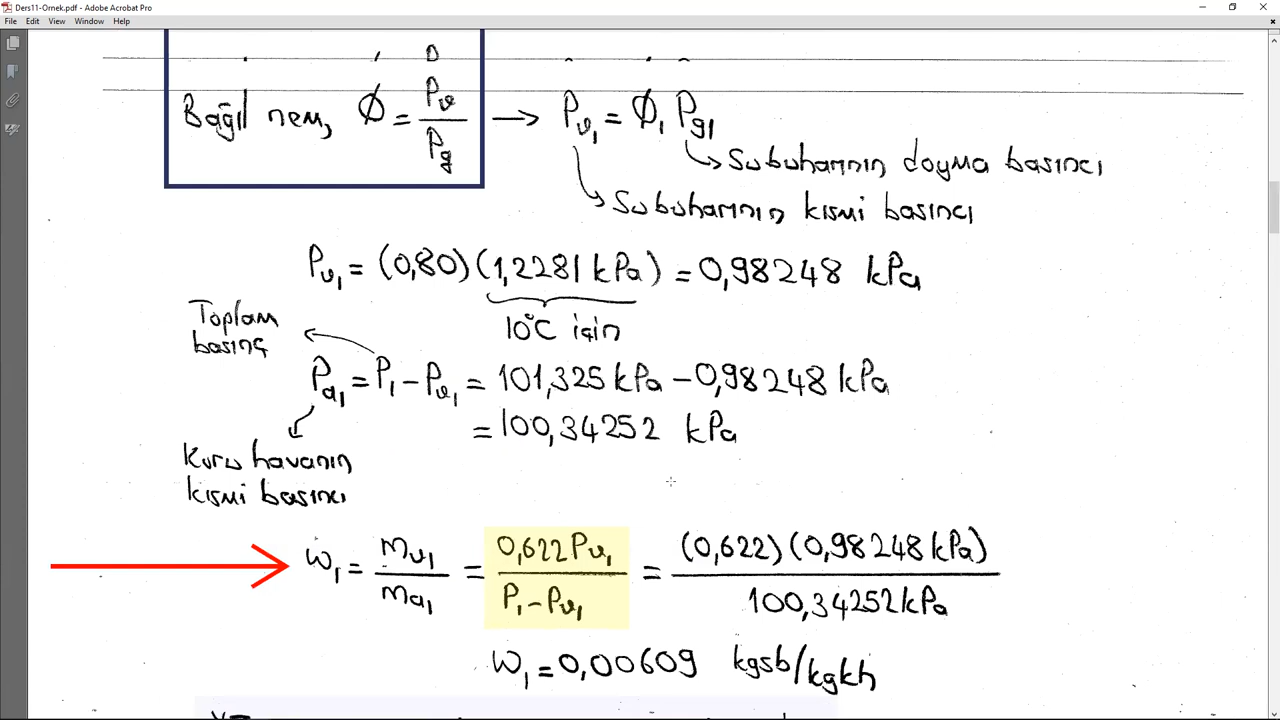 Ders11-Ornek.pdf - Adobe Acrobat Pro
File Edit View Window Help
Bağıl nem, Ø = Pv / Pg → Pv1 = Ø1 Pg1
Subuharının doyma basıncı
Subuharının kısmi basıncı
Pv1 = (0,80) (1,2281 kPa) = 0,98248 kPa
10°C için
Toplam
basınç
Pa1 = P1 - Pv1 = 101,325 kPa - 0,98248 kPa
= 100,34252 kPa
Kuru havanın
kısmi basıncı
w1 = mv1 / ma1 = 0,622 Pv1 / P1 - Pv1 = (0,622) (0,98248 kPa) / 100,34252 kPa
w1 = 0,00609 kgsb/kgkh